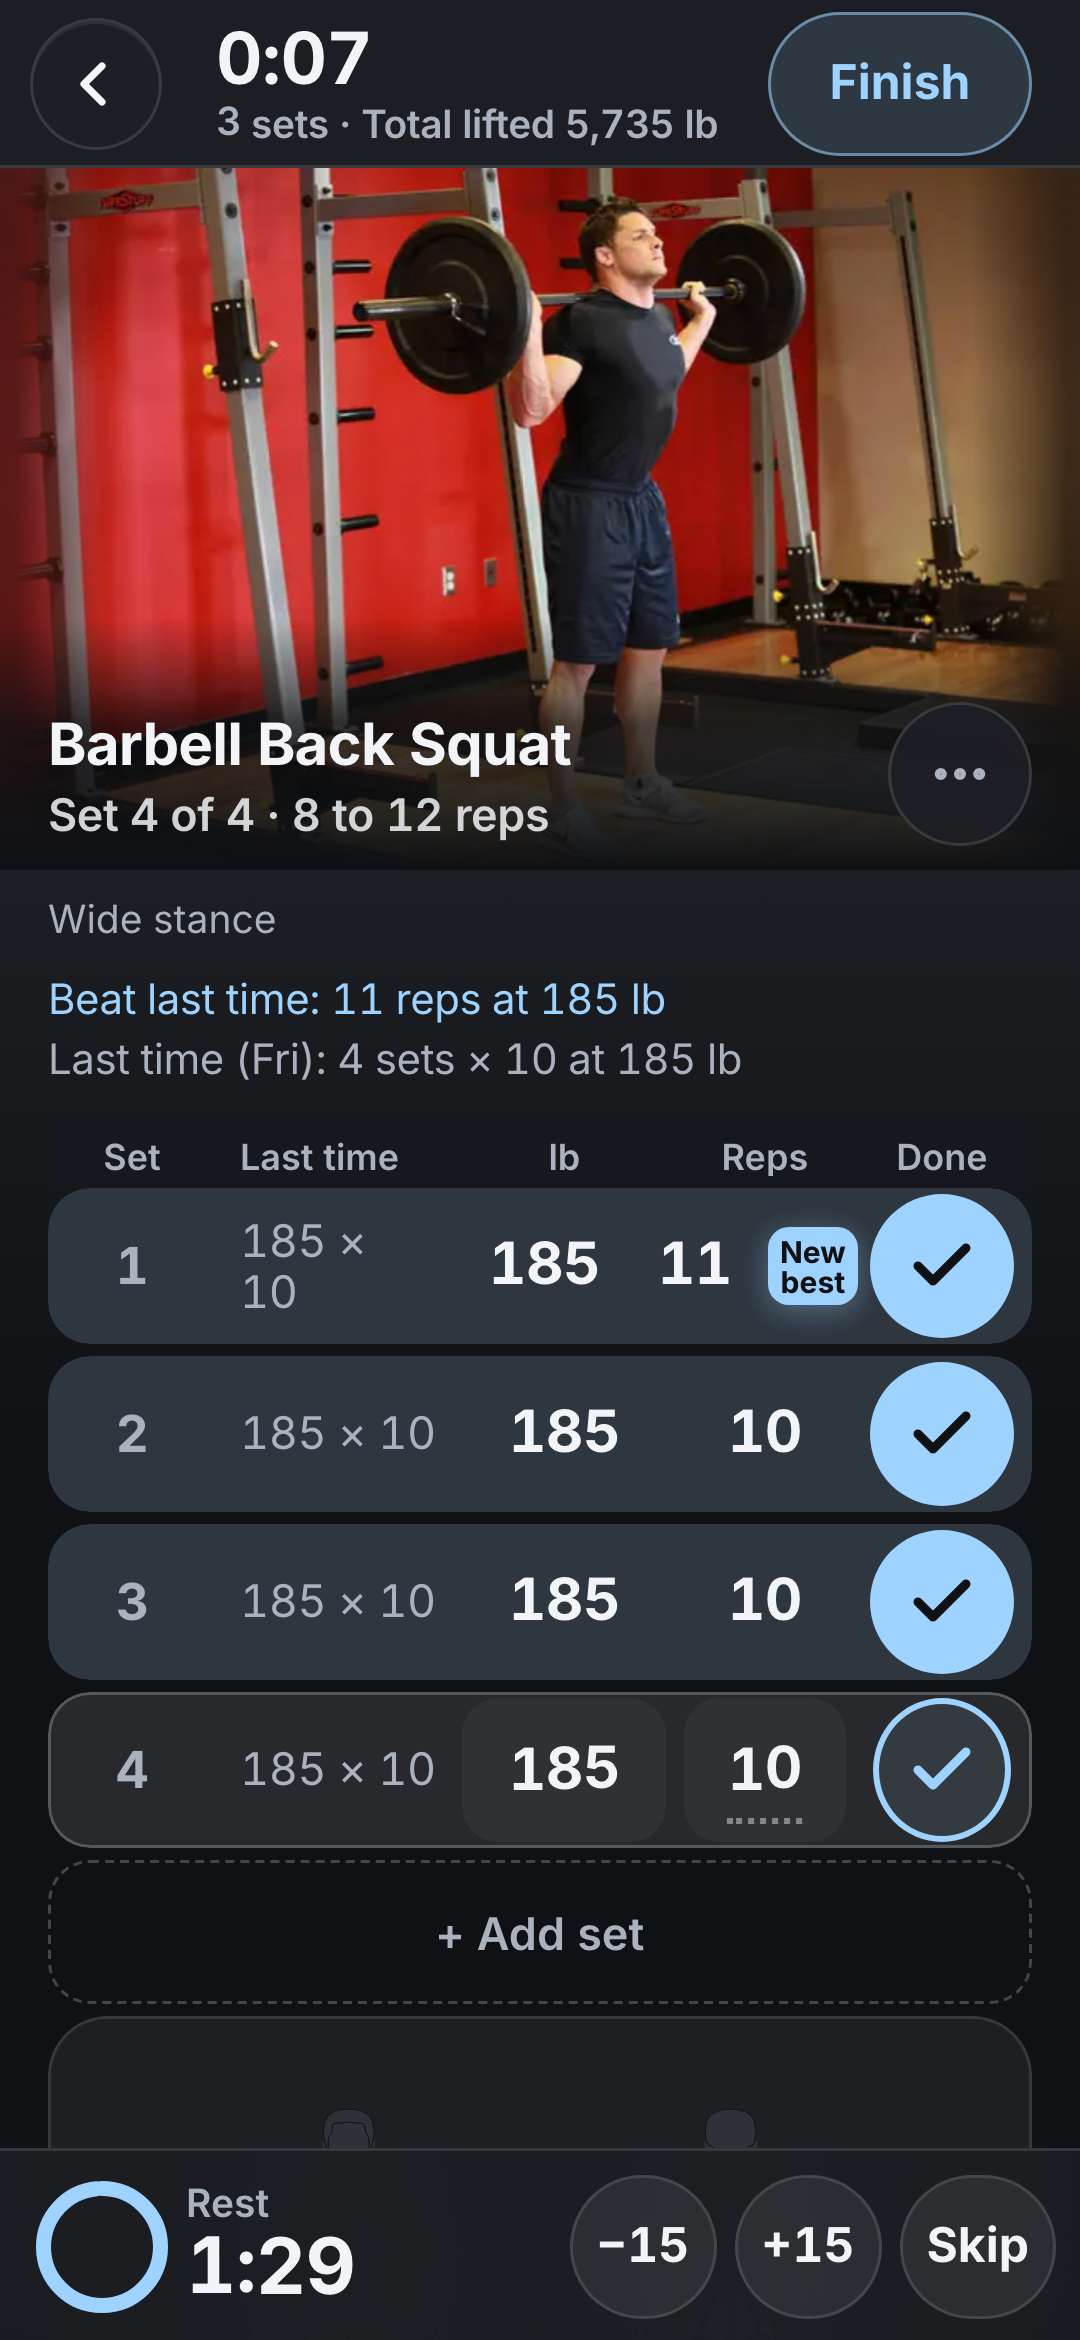 0:07
3 sets · Total lifted 5,735 lb
Finish
Barbell Back Squat
Set 4 of 4 · 8 to 12 reps
Wide stance
Beat last time: 11 reps at 185 lb
Last time (Fri): 4 sets × 10 at 185 lb
Set Last time lb Reps Done
1 185 × 10 185 11 New best
2 185 × 10 185 10
3 185 × 10 185 10
4 185 × 10 185 10
+ Add set
Rest
1:29
−15 +15 Skip